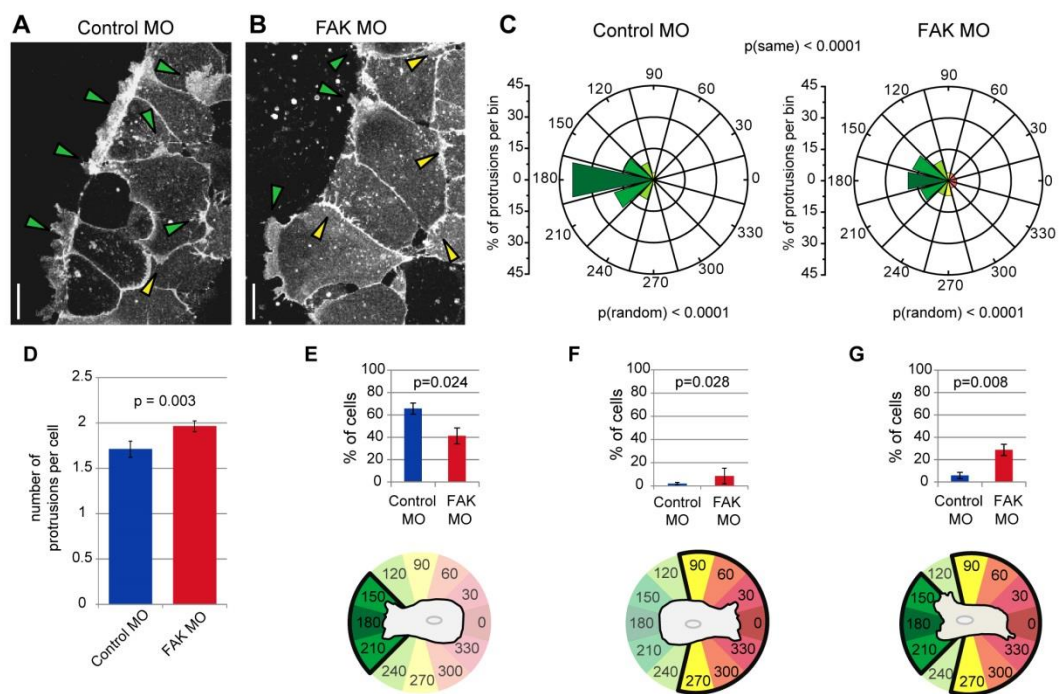 A
Control MO
B
FAK MO
C
Control MO
p(same) < 0.0001
FAK MO
% of protrusions per bin
45
30
15
0
15
30
45
90
60
30
0
330
300
270
240
210
180
150
120
p(random) < 0.0001
% of protrusions per bin
45
30
15
0
15
30
45
90
60
30
0
330
300
270
240
210
180
150
120
p(random) < 0.0001
D
number of
protrusions per cell
2.5
2
1.5
1
0.5
0
p = 0.003
Control MO
FAK MO
E
% of cells
100
80
60
40
20
0
p=0.024
Control
MO
FAK
MO
120
90
60
150
30
180
0
210
330
240
270
300
F
% of cells
100
80
60
40
20
0
p=0.028
Control
MO
FAK
MO
120
90
60
150
30
180
0
210
330
240
270
300
G
% of cells
100
80
60
40
20
0
p=0.008
Control
MO
FAK
MO
120
90
60
150
30
180
0
210
330
240
270
300